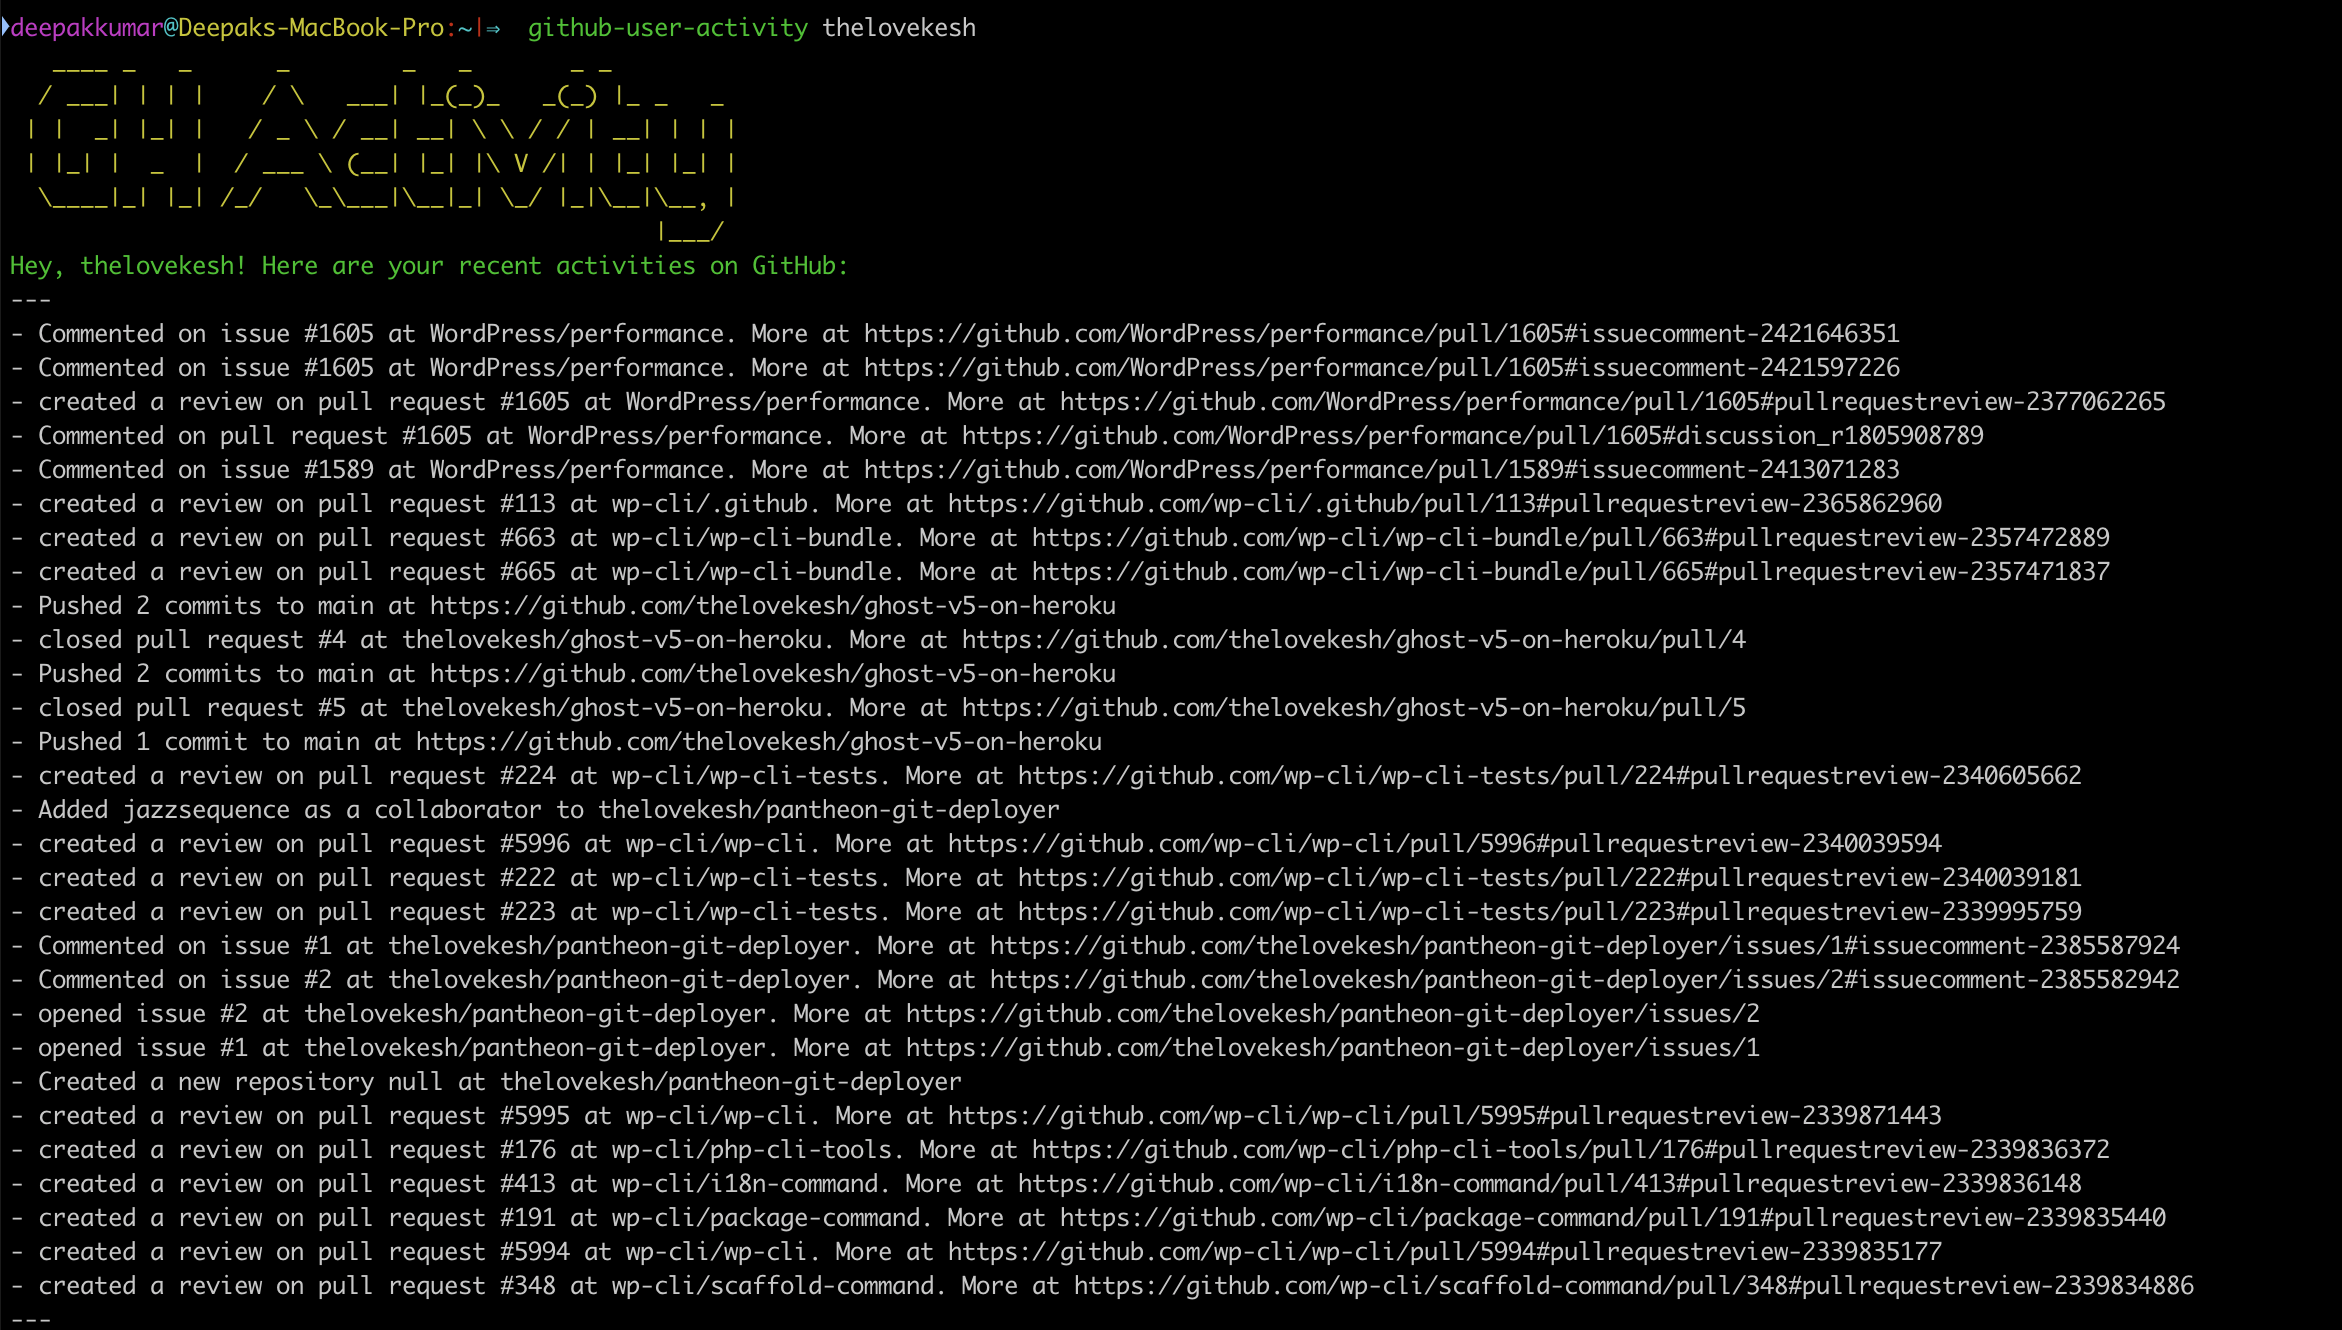 deepakkumar@Deepaks-MacBook-Pro:~|⇒  github-user-activity thelovekesh
GH Activity
Hey, thelovekesh! Here are your recent activities on GitHub:
---
- Commented on issue #1605 at WordPress/performance. More at https://github.com/WordPress/performance/pull/1605#issuecomment-2421646351
- Commented on issue #1605 at WordPress/performance. More at https://github.com/WordPress/performance/pull/1605#issuecomment-2421597226
- created a review on pull request #1605 at WordPress/performance. More at https://github.com/WordPress/performance/pull/1605#pullrequestreview-2377062265
- Commented on pull request #1605 at WordPress/performance. More at https://github.com/WordPress/performance/pull/1605#discussion_r1805908789
- Commented on issue #1589 at WordPress/performance. More at https://github.com/WordPress/performance/pull/1589#issuecomment-2413071283
- created a review on pull request #113 at wp-cli/.github. More at https://github.com/wp-cli/.github/pull/113#pullrequestreview-2365862960
- created a review on pull request #663 at wp-cli/wp-cli-bundle. More at https://github.com/wp-cli/wp-cli-bundle/pull/663#pullrequestreview-2357472889
- created a review on pull request #665 at wp-cli/wp-cli-bundle. More at https://github.com/wp-cli/wp-cli-bundle/pull/665#pullrequestreview-2357471837
- Pushed 2 commits to main at https://github.com/thelovekesh/ghost-v5-on-heroku
- closed pull request #4 at thelovekesh/ghost-v5-on-heroku. More at https://github.com/thelovekesh/ghost-v5-on-heroku/pull/4
- Pushed 2 commits to main at https://github.com/thelovekesh/ghost-v5-on-heroku
- closed pull request #5 at thelovekesh/ghost-v5-on-heroku. More at https://github.com/thelovekesh/ghost-v5-on-heroku/pull/5
- Pushed 1 commit to main at https://github.com/thelovekesh/ghost-v5-on-heroku
- created a review on pull request #224 at wp-cli/wp-cli-tests. More at https://github.com/wp-cli/wp-cli-tests/pull/224#pullrequestreview-2340605662
- Added jazzsequence as a collaborator to thelovekesh/pantheon-git-deployer
- created a review on pull request #5996 at wp-cli/wp-cli. More at https://github.com/wp-cli/wp-cli/pull/5996#pullrequestreview-2340039594
- created a review on pull request #222 at wp-cli/wp-cli-tests. More at https://github.com/wp-cli/wp-cli-tests/pull/222#pullrequestreview-2340039181
- created a review on pull request #223 at wp-cli/wp-cli-tests. More at https://github.com/wp-cli/wp-cli-tests/pull/223#pullrequestreview-2339995759
- Commented on issue #1 at thelovekesh/pantheon-git-deployer. More at https://github.com/thelovekesh/pantheon-git-deployer/issues/1#issuecomment-2385587924
- Commented on issue #2 at thelovekesh/pantheon-git-deployer. More at https://github.com/thelovekesh/pantheon-git-deployer/issues/2#issuecomment-2385582942
- opened issue #2 at thelovekesh/pantheon-git-deployer. More at https://github.com/thelovekesh/pantheon-git-deployer/issues/2
- opened issue #1 at thelovekesh/pantheon-git-deployer. More at https://github.com/thelovekesh/pantheon-git-deployer/issues/1
- Created a new repository null at thelovekesh/pantheon-git-deployer
- created a review on pull request #5995 at wp-cli/wp-cli. More at https://github.com/wp-cli/wp-cli/pull/5995#pullrequestreview-2339871443
- created a review on pull request #176 at wp-cli/php-cli-tools. More at https://github.com/wp-cli/php-cli-tools/pull/176#pullrequestreview-2339836372
- created a review on pull request #413 at wp-cli/i18n-command. More at https://github.com/wp-cli/i18n-command/pull/413#pullrequestreview-2339836148
- created a review on pull request #191 at wp-cli/package-command. More at https://github.com/wp-cli/package-command/pull/191#pullrequestreview-2339835440
- created a review on pull request #5994 at wp-cli/wp-cli. More at https://github.com/wp-cli/wp-cli/pull/5994#pullrequestreview-2339835177
- created a review on pull request #348 at wp-cli/scaffold-command. More at https://github.com/wp-cli/scaffold-command/pull/348#pullrequestreview-2339834886
---